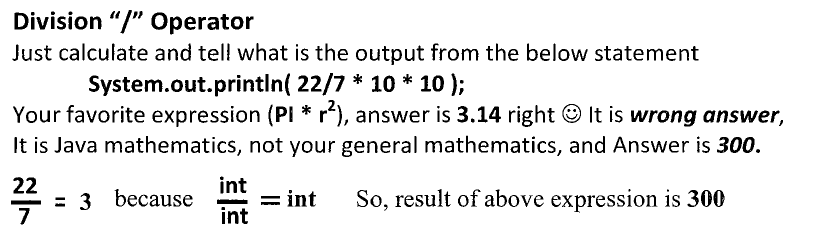 Division “/” Operator
Just calculate and tell what is the output from the below statement
System.out.println( 22/7 * 10 * 10 );
Your favorite expression (PI * r²), answer is 3.14 right ☺ It is wrong answer,
It is Java mathematics, not your general mathematics, and Answer is 300.
22/7 = 3 because int/int = int So, result of above expression is 300